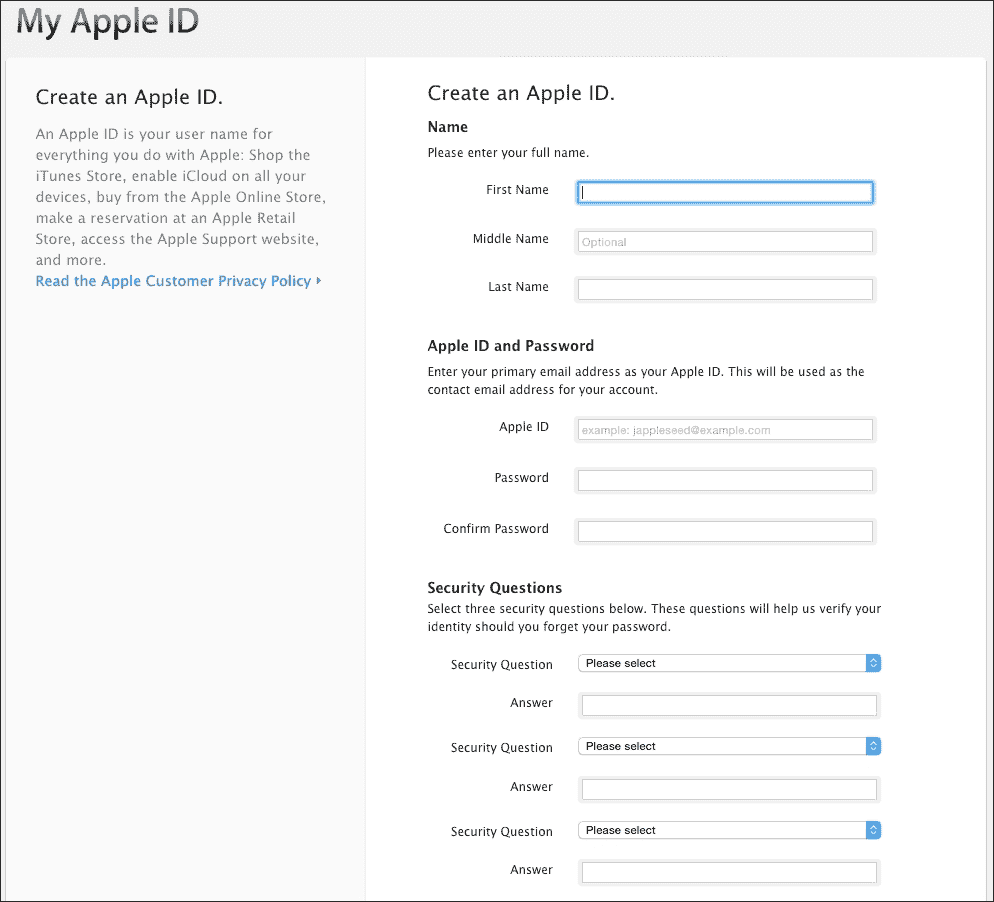 My Apple ID
Create an Apple ID.
An Apple ID is your user name for
everything you do with Apple: Shop the
iTunes Store, enable iCloud on all your
devices, buy from the Apple Online Store,
make a reservation at an Apple Retail
Store, access the Apple Support website,
and more.
Read the Apple Customer Privacy Policy
Create an Apple ID.
Name
Please enter your full name.
First Name
Middle Name
Optional
Last Name
Apple ID and Password
Enter your primary email address as your Apple ID. This will be used as the
contact email address for your account.
Apple ID
example: jappleseed@example.com
Password
Confirm Password
Security Questions
Select three security questions below. These questions will help us verify your
identity should you forget your password.
Security Question
Please select
Answer
Security Question
Please select
Answer
Security Question
Please select
Answer